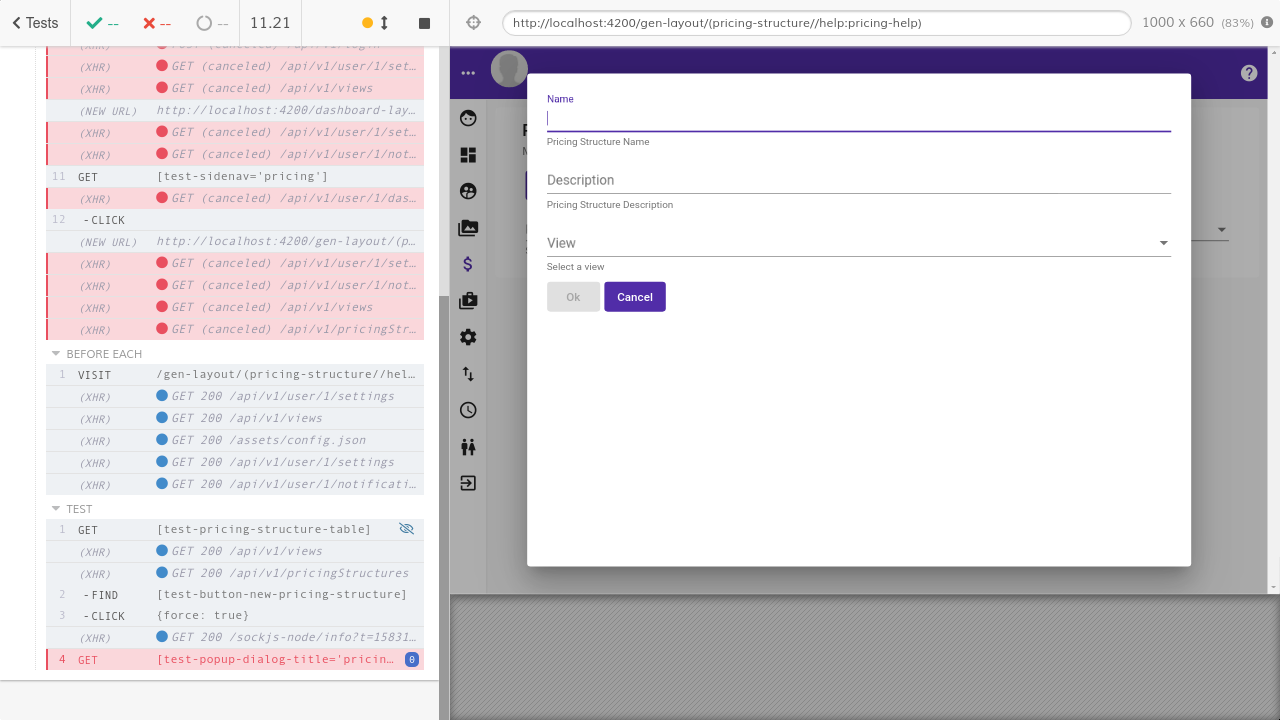 Tests
--
--
--
11.21
http://localhost:4200/gen-layout/(pricing-structure//help:pricing-help)
1000 x 660 (83%)
(XHR) GET (canceled) /api/v1/user/1/set…
(XHR) GET (canceled) /api/v1/views
(NEW URL) http://localhost:4200/dashboard-lay…
(XHR) GET (canceled) /api/v1/user/1/set…
(XHR) GET (canceled) /api/v1/user/1/not…
11 GET [test-sidenav='pricing']
(XHR) GET (canceled) /api/v1/user/1/das…
12 -CLICK
(NEW URL) http://localhost:4200/gen-layout/(p…
(XHR) GET (canceled) /api/v1/user/1/set…
(XHR) GET (canceled) /api/v1/user/1/not…
(XHR) GET (canceled) /api/v1/views
(XHR) GET (canceled) /api/v1/pricingStr…
BEFORE EACH
1 VISIT /gen-layout/(pricing-structure//hel…
(XHR) GET 200 /api/v1/user/1/settings
(XHR) GET 200 /api/v1/views
(XHR) GET 200 /assets/config.json
(XHR) GET 200 /api/v1/user/1/settings
(XHR) GET 200 /api/v1/user/1/notificati…
TEST
1 GET [test-pricing-structure-table]
(XHR) GET 200 /api/v1/views
(XHR) GET 200 /api/v1/pricingStructures
2 -FIND [test-button-new-pricing-structure]
3 -CLICK {force: true}
(XHR) GET 200 /sockjs-node/info?t=15831…
4 GET [test-popup-dialog-title='pricin… 0
Name
Pricing Structure Name
Description
Pricing Structure Description
View
Select a view
Ok
Cancel